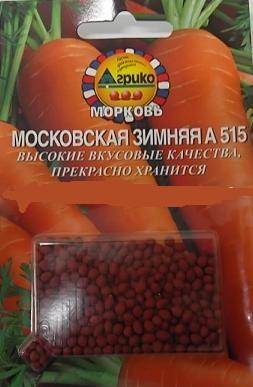 Агрико
МОРКОВЬ
МОСКОВСКАЯ ЗИМНЯЯ А 515
ВЫСОКИЕ ВКУСОВЫЕ КАЧЕСТВА,
ПРЕКРАСНО ХРАНИТСЯ